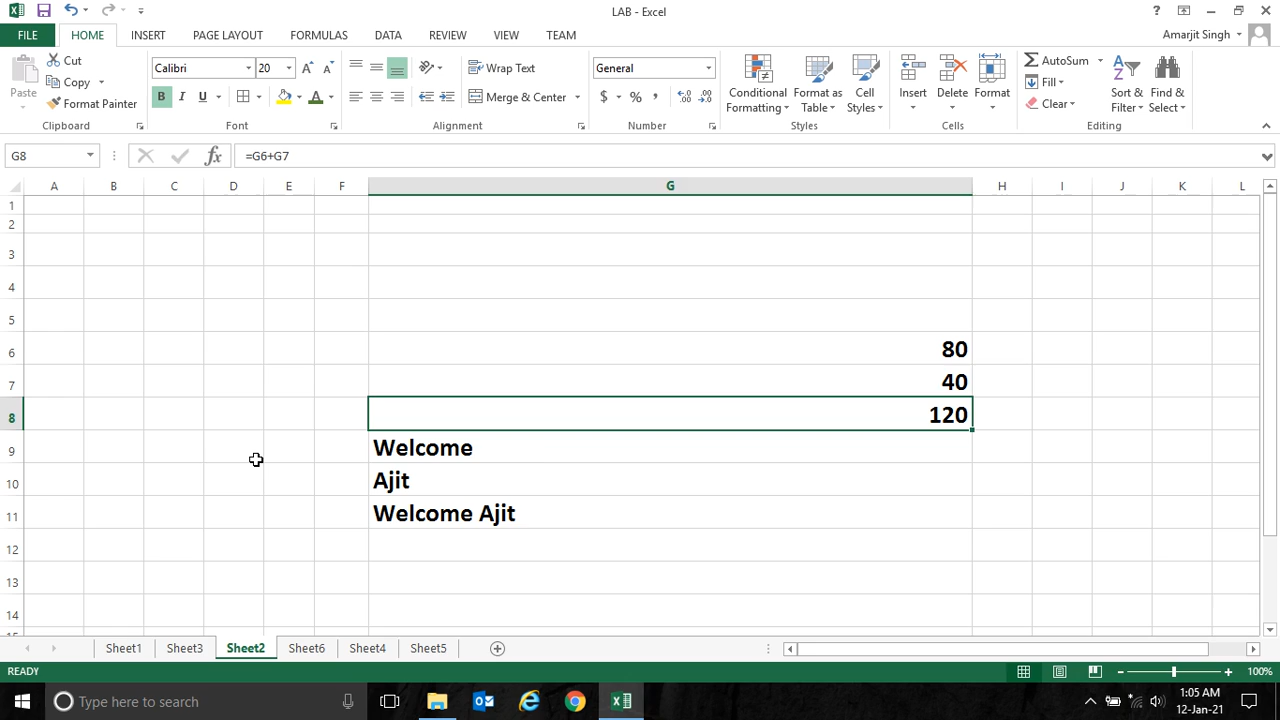 LAB - Excel
FILE HOME INSERT PAGE LAYOUT FORMULAS DATA REVIEW VIEW TEAM Amarjit Singh
Paste
Cut
Copy
Format Painter
Clipboard
Calibri 20
B I U
Font
Wrap Text
Merge & Center
Alignment
General
$ % ,
Number
Conditional Formatting
Format as Table
Cell Styles
Styles
Insert Delete Format
Cells
AutoSum
Fill
Clear
Sort & Filter
Find & Select
Editing
G8 fx =G6+G7
A B C D E F G H I J K L
1
2
3
4
5
6 80
7 40
8 120
9 Welcome
10 Ajit
11 Welcome Ajit
12
13
14
Sheet1 Sheet3 Sheet2 Sheet6 Sheet4 Sheet5
READY 100%
Type here to search
1:05 AM
12-Jan-21